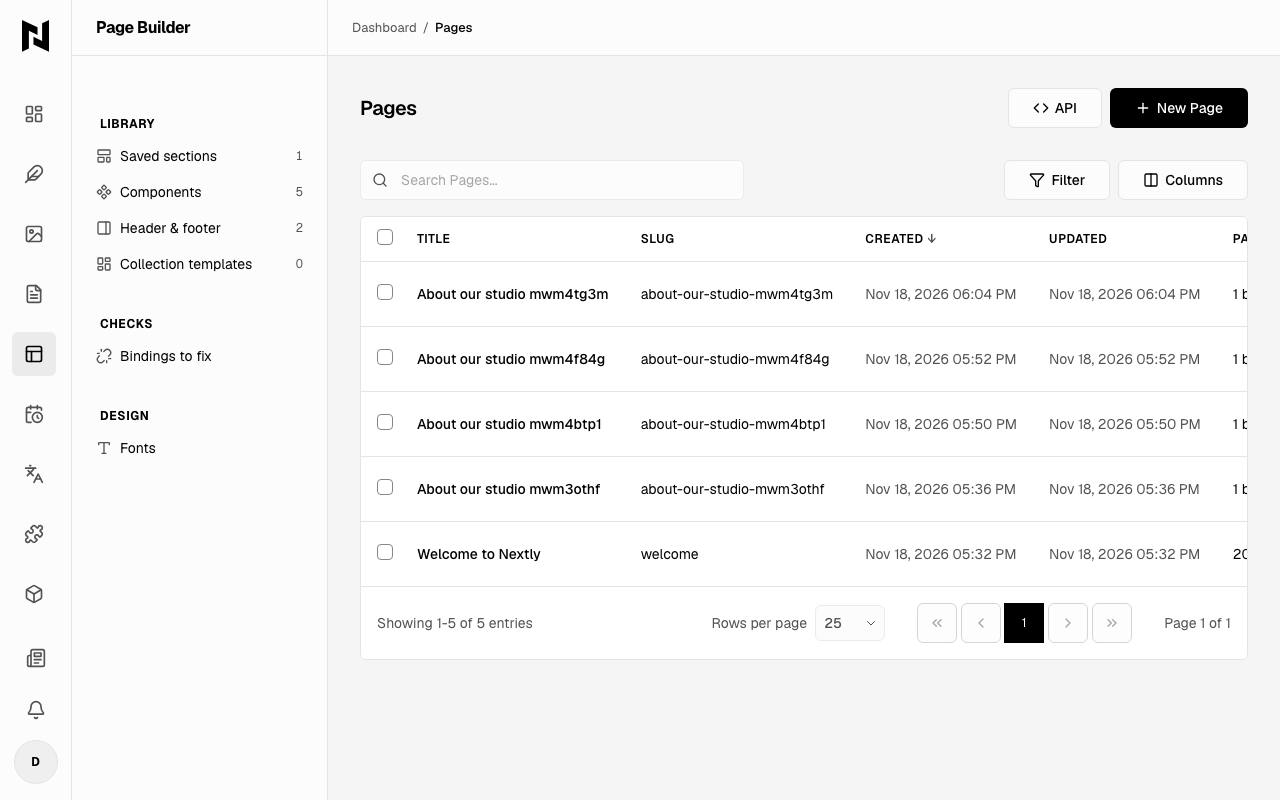 Page Builder
Dashboard / Pages
LIBRARY
Saved sections 1
Components 5
Header & footer 2
Collection templates 0
CHECKS
Bindings to fix
DESIGN
Fonts
D
Pages
API
New Page
Search Pages...
Filter
Columns
TITLE SLUG CREATED UPDATED PA
About our studio mwm4tg3m about-our-studio-mwm4tg3m Nov 18, 2026 06:04 PM Nov 18, 2026 06:04 PM 1 b
About our studio mwm4f84g about-our-studio-mwm4f84g Nov 18, 2026 05:52 PM Nov 18, 2026 05:52 PM 1 b
About our studio mwm4btp1 about-our-studio-mwm4btp1 Nov 18, 2026 05:50 PM Nov 18, 2026 05:50 PM 1 b
About our studio mwm3othf about-our-studio-mwm3othf Nov 18, 2026 05:36 PM Nov 18, 2026 05:36 PM 1 b
Welcome to Nextly welcome Nov 18, 2026 05:32 PM Nov 18, 2026 05:32 PM 20
Showing 1-5 of 5 entries Rows per page 25 1 Page 1 of 1